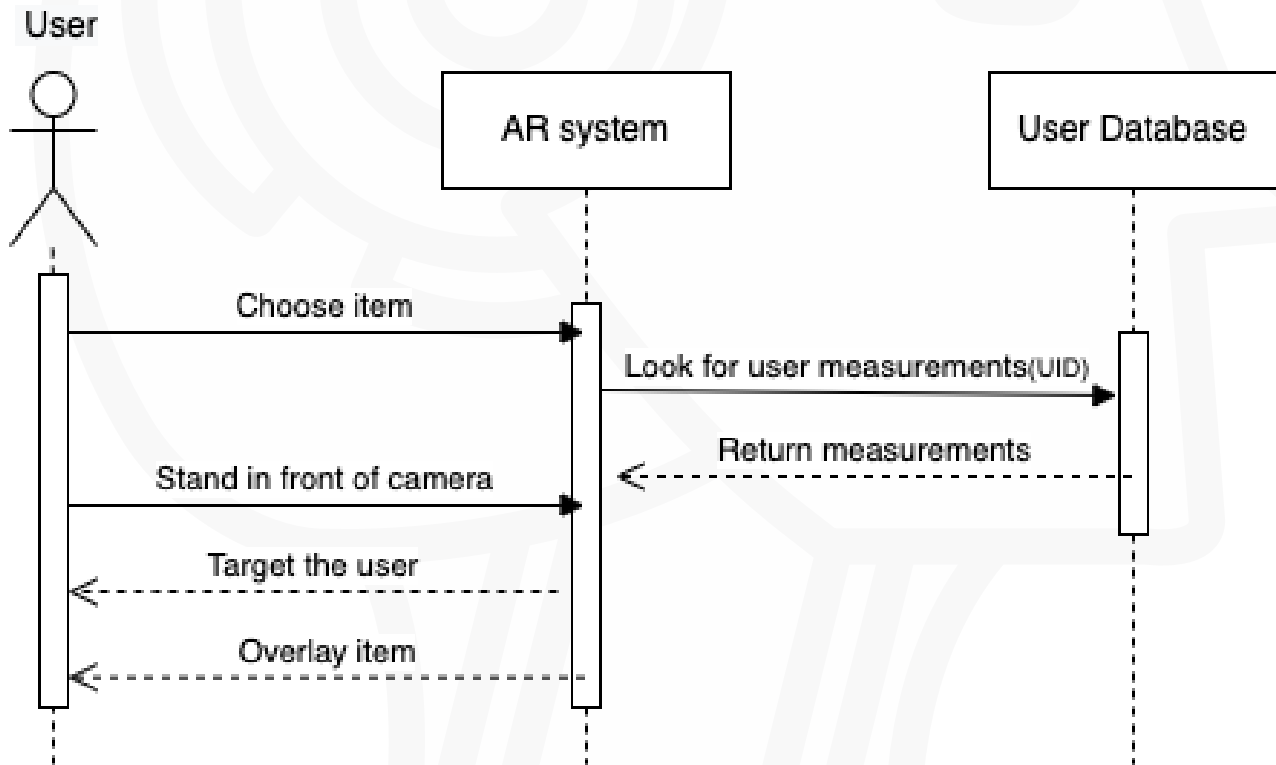 User
AR system
User Database
Choose item
Look for user measurements(UID)
Return measurements
Stand in front of camera
Target the user
Overlay item